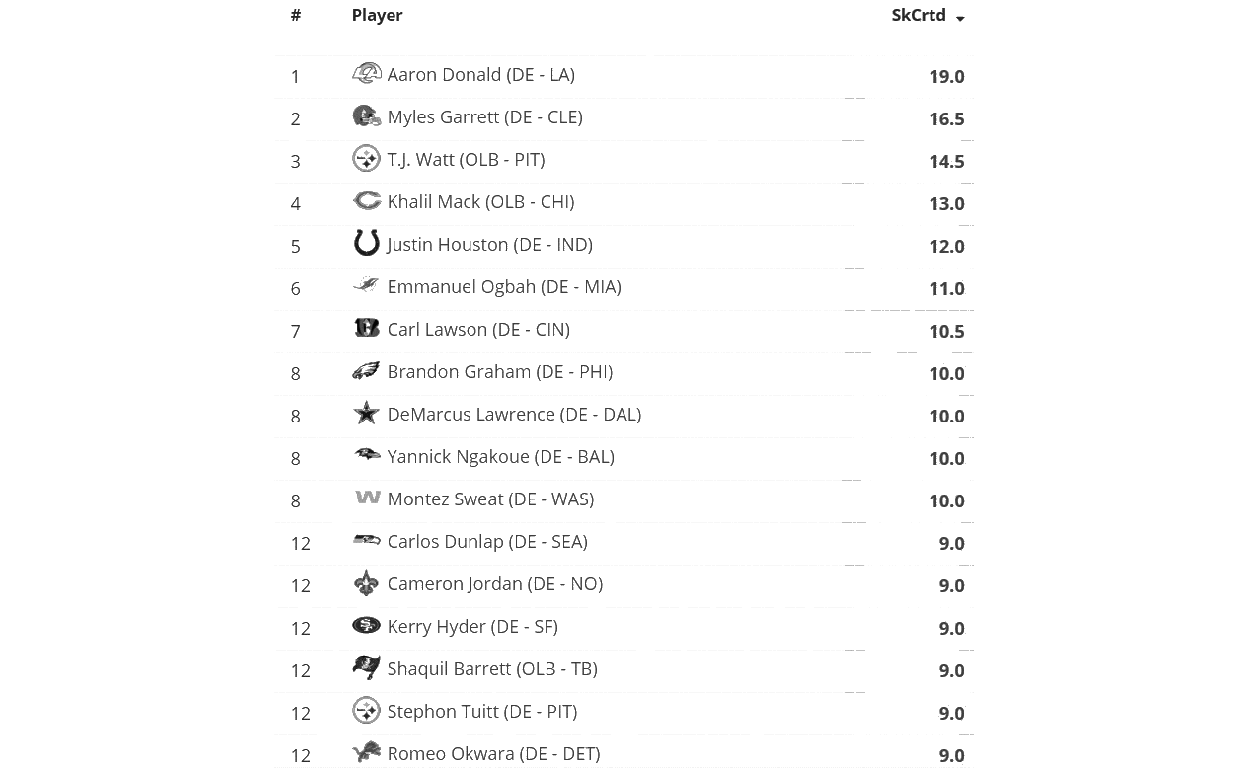 # Player SkCrtd
1 Aaron Donald (DE - LA) 19.0
2 Myles Garrett (DE - CLE) 16.5
3 T.J. Watt (OLB - PIT) 14.5
4 Khalil Mack (OLB - CHI) 13.0
5 Justin Houston (DE - IND) 12.0
6 Emmanuel Ogbah (DE - MIA) 11.0
7 Carl Lawson (DE - CIN) 10.5
8 Brandon Graham (DE - PHI) 10.0
8 DeMarcus Lawrence (DE - DAL) 10.0
8 Yannick Ngakoue (DE - BAL) 10.0
8 Montez Sweat (DE - WAS) 10.0
12 Carlos Dunlap (DE - SEA) 9.0
12 Cameron Jordan (DE - NO) 9.0
12 Kerry Hyder (DE - SF) 9.0
12 Shaquil Barrett (OLB - TB) 9.0
12 Stephon Tuitt (DE - PIT) 9.0
12 Romeo Okwara (DE - DET) 9.0